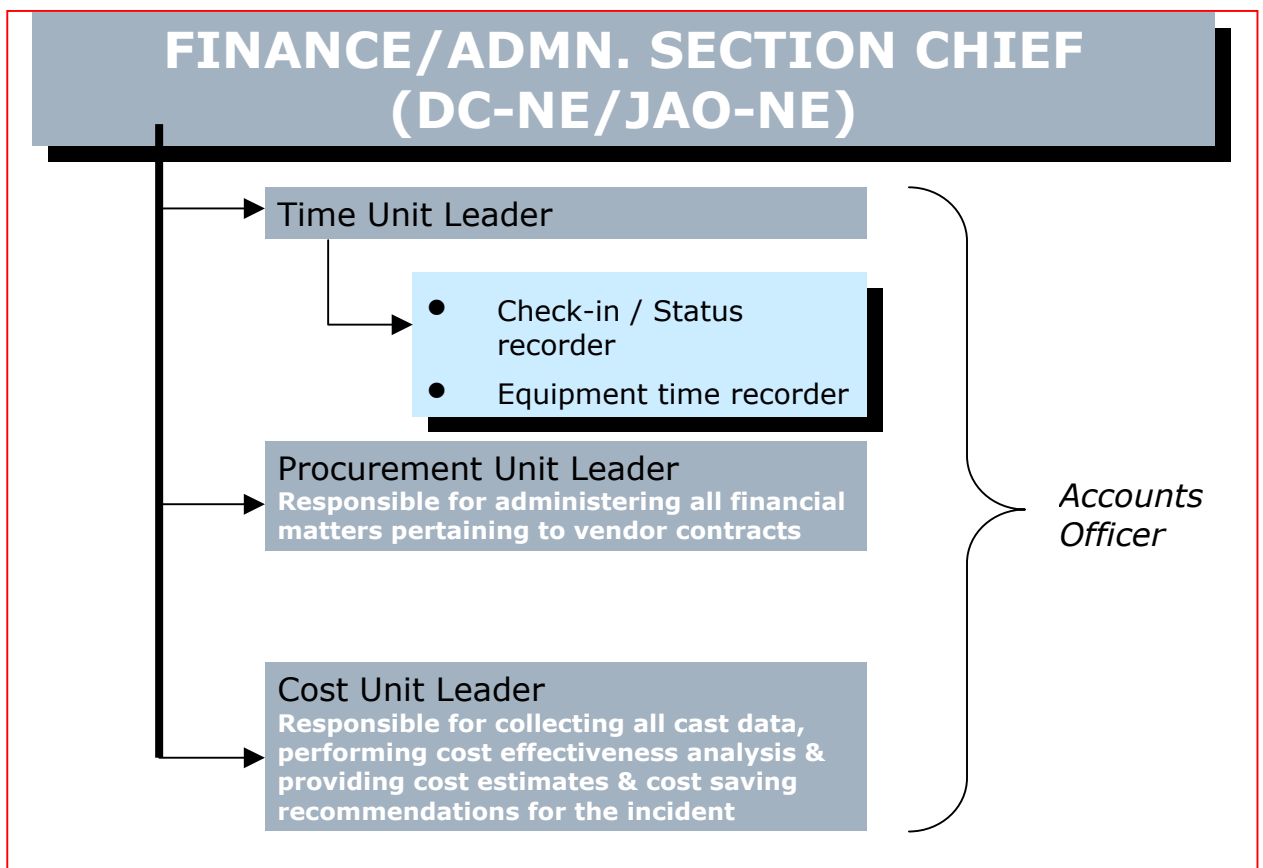 FINANCE/ADMN. SECTION CHIEF
(DC-NE/JAO-NE)
Time Unit Leader
● Check-in / Status
recorder
● Equipment time recorder
Procurement Unit Leader
Responsible for administering all financial
matters pertaining to vendor contracts
Accounts
Officer
Cost Unit Leader
Responsible for collecting all cast data,
performing cost effectiveness analysis &
providing cost estimates & cost saving
recommendations for the incident